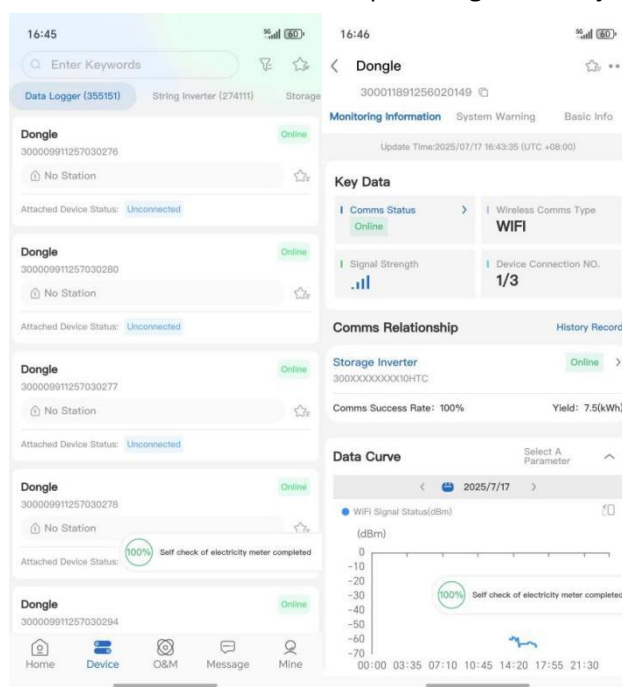 16:45
5G 60
Enter Keywords
Data Logger (355151) String Inverter (274111) Storage
Dongle Online
300009911257030276
No Station
Attached Device Status: Unconnected
Dongle Online
300009911257030280
No Station
Attached Device Status: Unconnected
Dongle Online
300009911257030277
No Station
Attached Device Status: Unconnected
Dongle Online
300009911257030278
No Station
Attached Device Status:
100% Self check of electricity meter completed
Dongle Online
300009911257030294
Home Device O&M Message Mine
16:46
5G 60
Dongle
300011891256020149
Monitoring Information System Warning Basic Info
Update Time:2025/07/17 16:43:35 (UTC +08:00)
Key Data
Comms Status
Online
Wireless Comms Type
WIFI
Signal Strength
Device Connection NO.
1/3
Comms Relationship History Record
Storage Inverter Online
300XXXXXXXX10HTC
Comms Success Rate: 100% Yield: 7.5(kWh)
Data Curve Select A
Parameter
2025/7/17
WiFi Signal Status(dBm)
(dBm)
0
-10
-20
-30
-40
-50
-60
-70
100% Self check of electricity meter completed
00:00 03:35 07:10 10:45 14:20 17:55 21:30